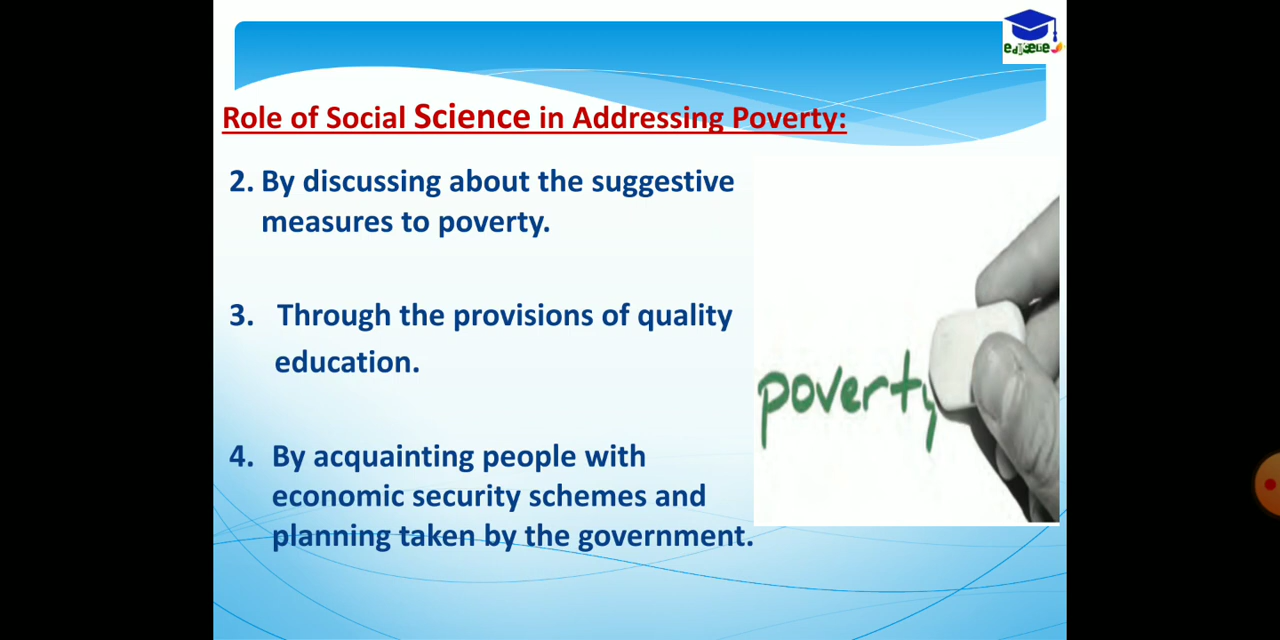 Role of Social Science in Addressing Poverty:
2. By discussing about the suggestive
measures to poverty.
3. Through the provisions of quality
education.
4. By acquainting people with
economic security schemes and
planning taken by the government.
poverty